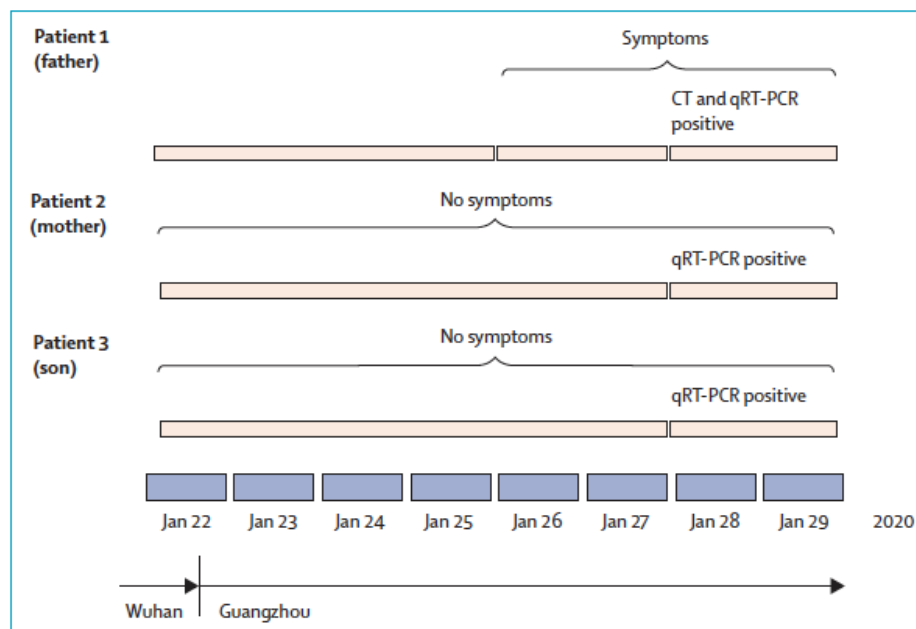 Patient 1
(father)
Symptoms
CT and qRT-PCR
positive
Patient 2
(mother)
No symptoms
qRT-PCR positive
Patient 3
(son)
No symptoms
qRT-PCR positive
Jan 22 Jan 23 Jan 24 Jan 25 Jan 26 Jan 27 Jan 28 Jan 29 2020
Wuhan Guangzhou